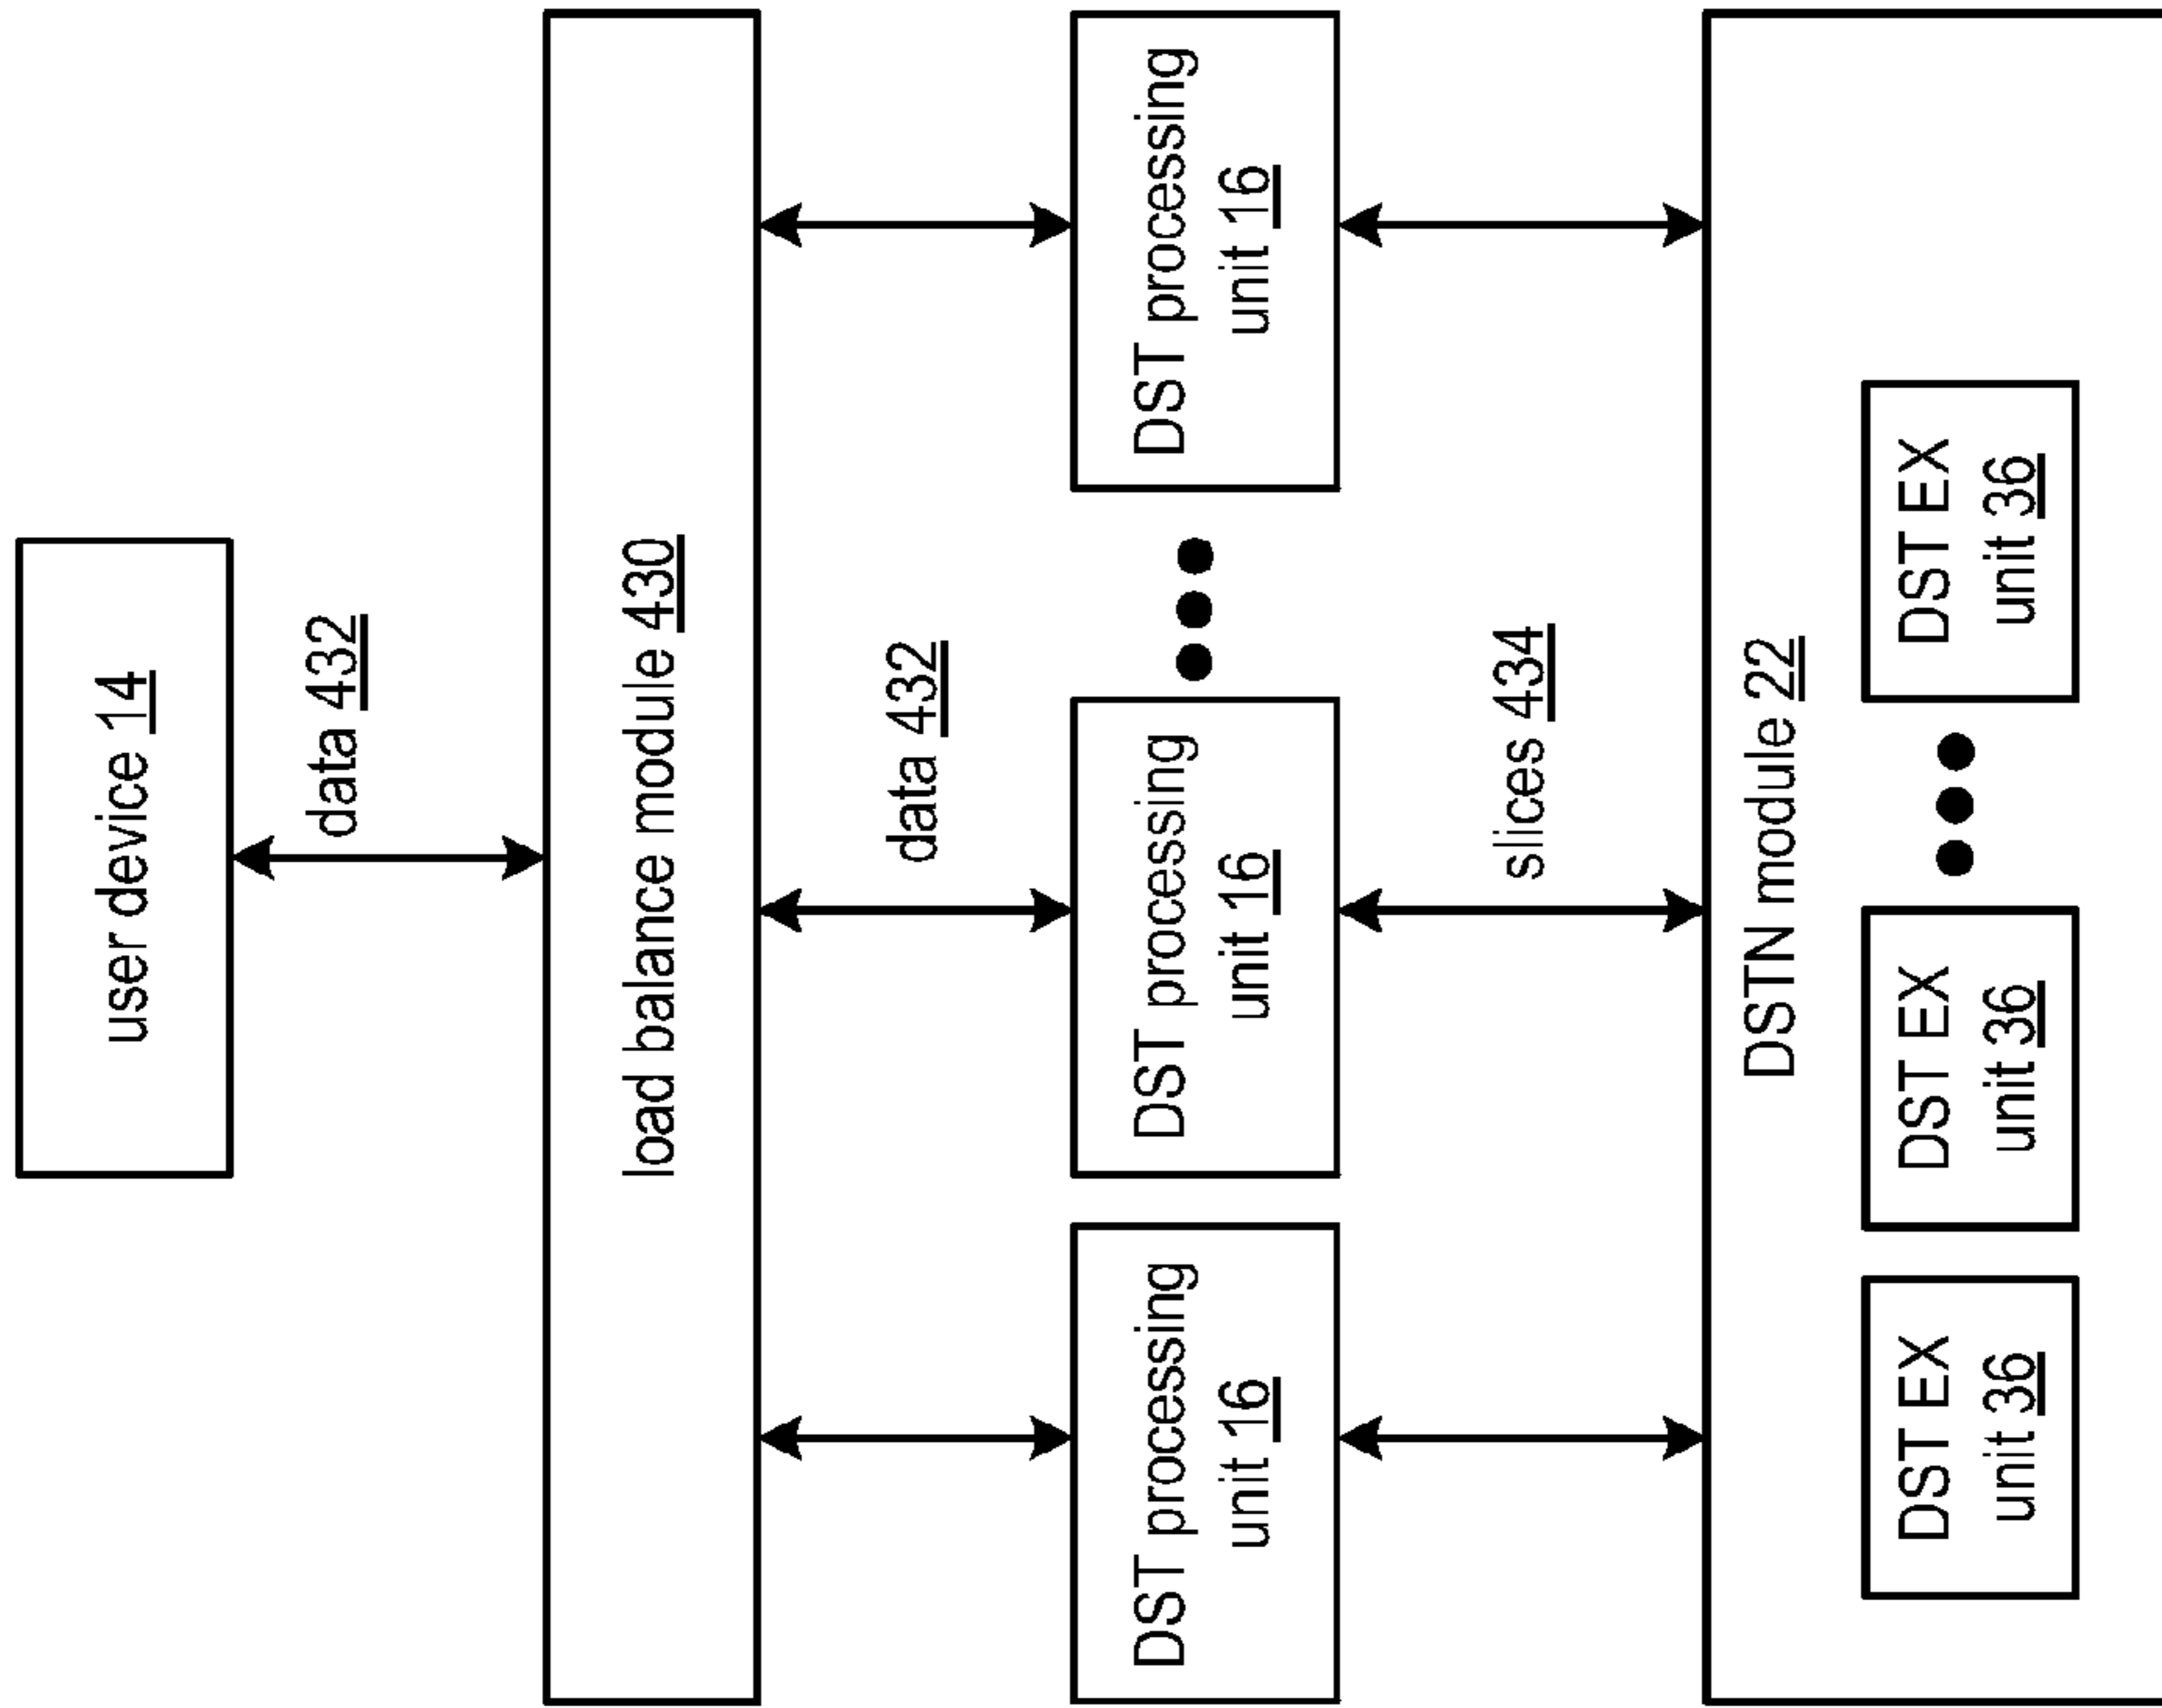 user device 14
data 432
load balance module 430
data 432
DST processing
unit 16
DST processing
unit 16
DST processing
unit 16
slices 434
DSTN module 22
DST EX
unit 36
DST EX
unit 36
DST EX
unit 36